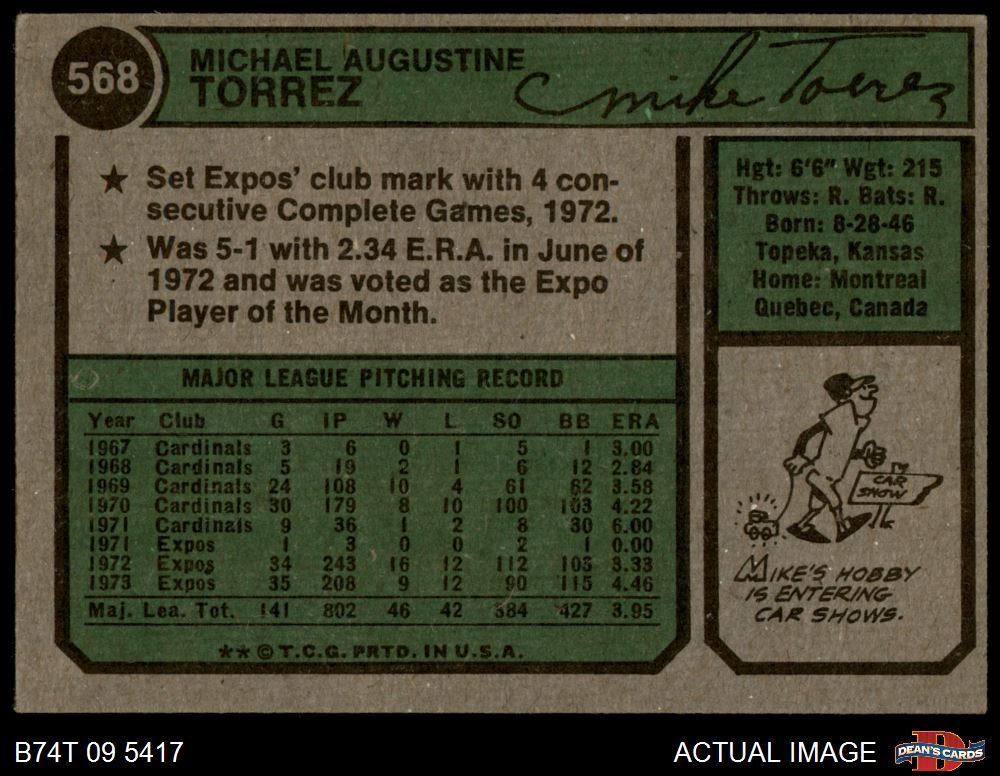 568
MICHAEL AUGUSTINE
TORREZ
Mike Torrez
★ Set Expos' club mark with 4 con-
secutive Complete Games, 1972.
★ Was 5-1 with 2.34 E.R.A. in June of
1972 and was voted as the Expo
Player of the Month.
Hgt: 6'6" Wgt: 215
Throws: R. Bats: R.
Born: 8-28-46
Topeka, Kansas
Home: Montreal
Quebec, Canada
MAJOR LEAGUE PITCHING RECORD
Year Club G IP W L SO BB ERA
1967 Cardinals 3 6 0 1 5 1 3.00
1968 Cardinals 5 19 2 1 6 12 2.84
1969 Cardinals 24 108 10 4 61 62 3.58
1970 Cardinals 30 179 8 10 100 103 4.22
1971 Cardinals 9 36 1 2 8 30 6.00
1971 Expos 1 3 0 0 2 1 0.00
1972 Expos 34 243 16 12 112 103 3.33
1973 Expos 35 208 9 12 90 115 4.46
Maj. Lea. Tot. 141 802 46 42 384 427 3.95
** © T.C.G. PRTD. IN U.S.A.
CAR
SHOW
MIKE'S HOBBY
IS ENTERING
CAR SHOWS.
B74T 09 5417
ACTUAL IMAGE
DEAN'S CARDS